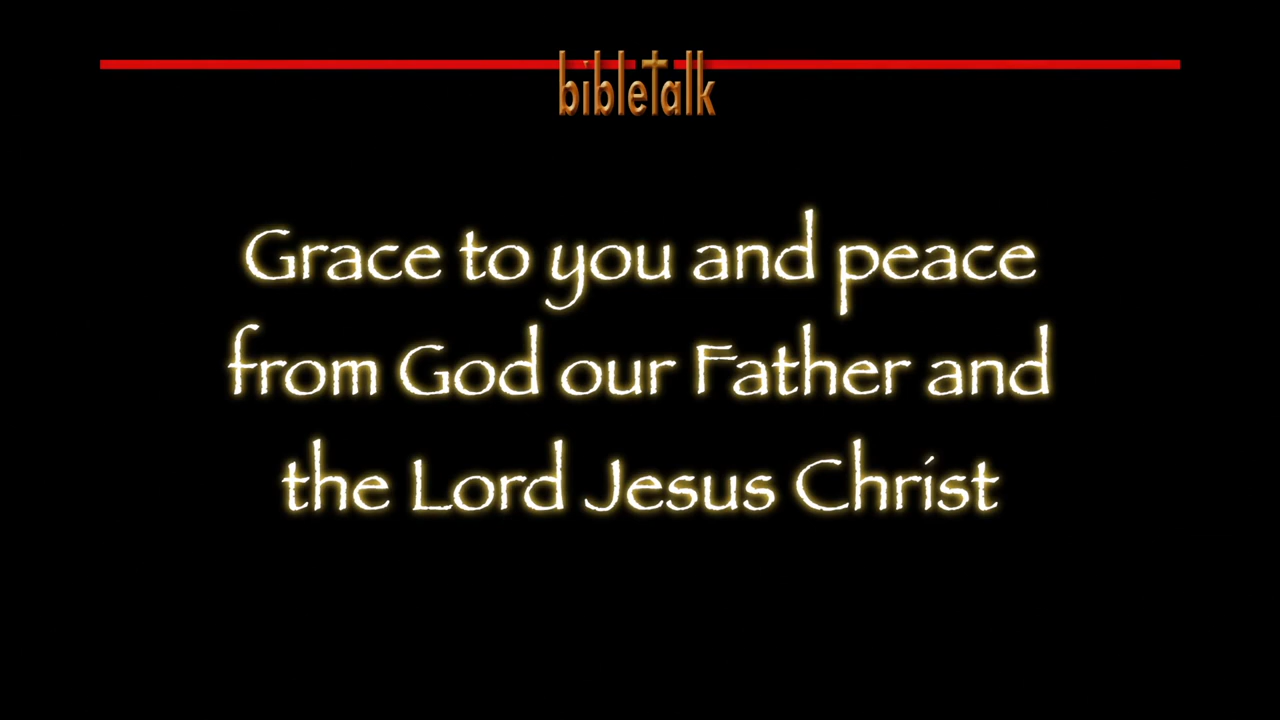 bibleTalk
Grace to you and peace
from God our Father and
the Lord Jesus Christ